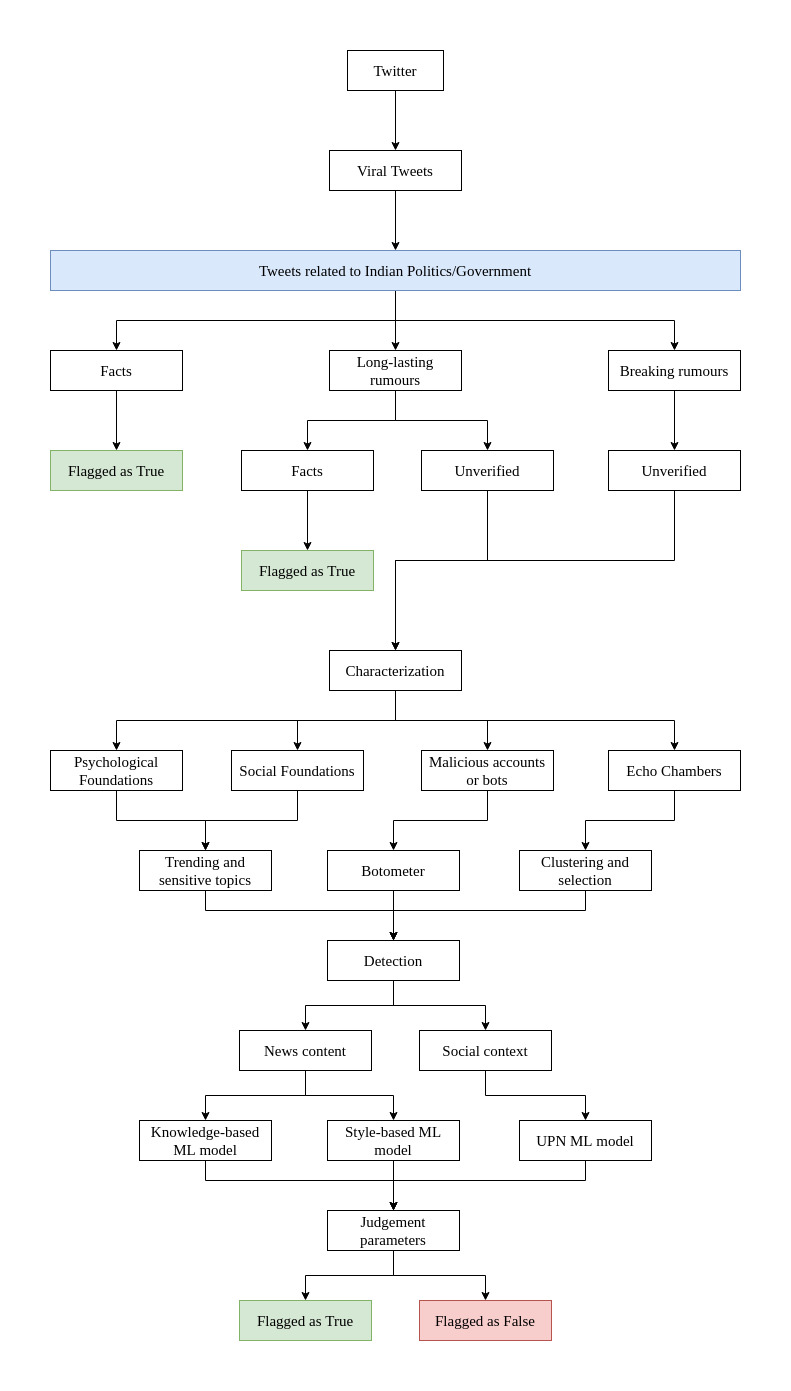 Twitter
Viral Tweets
Tweets related to Indian Politics/Government
Facts
Long-lasting
rumours
Breaking rumours
Flagged as True
Facts
Unverified
Unverified
Flagged as True
Characterization
Psychological
Foundations
Social Foundations
Malicious accounts
or bots
Echo Chambers
Trending and
sensitive topics
Botometer
Clustering and
selection
Detection
News content
Social context
Knowledge-based
ML model
Style-based ML
model
UPN ML model
Judgement
parameters
Flagged as True
Flagged as False